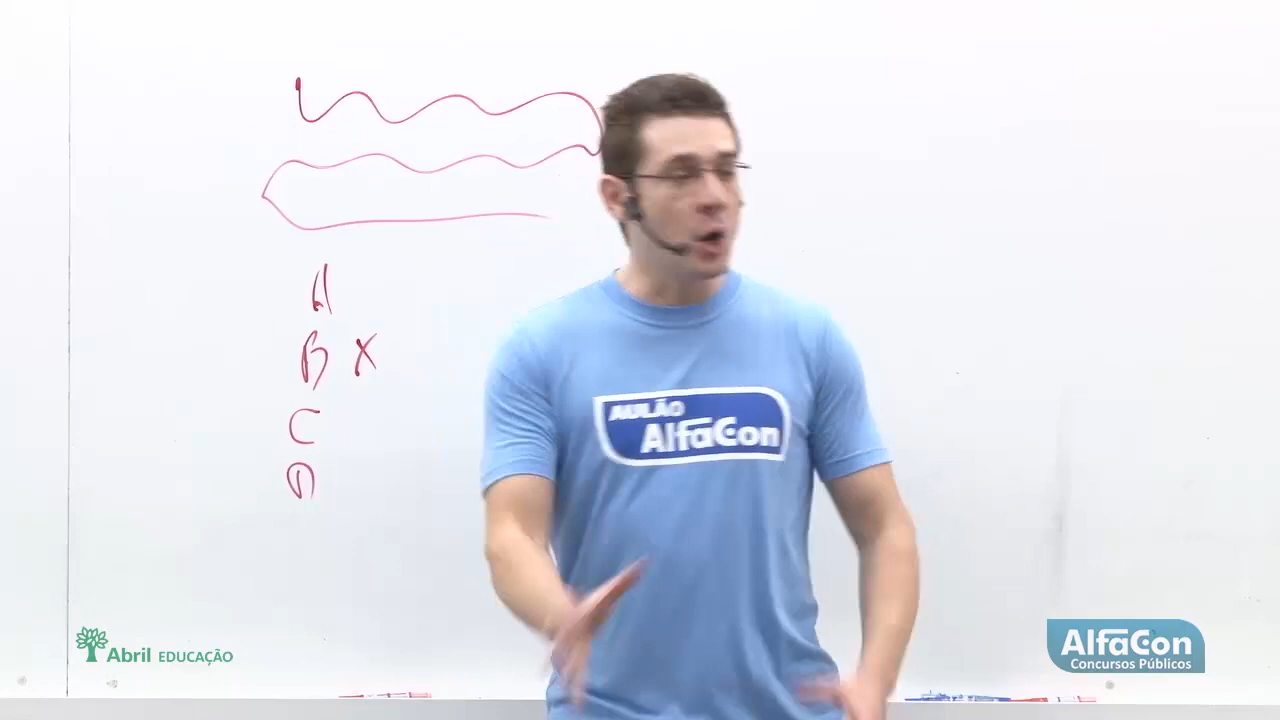 A
B X
C
D
AULÃO
AlfaCon
Abril EDUCAÇÃO
AlfaCon
Concursos Públicos